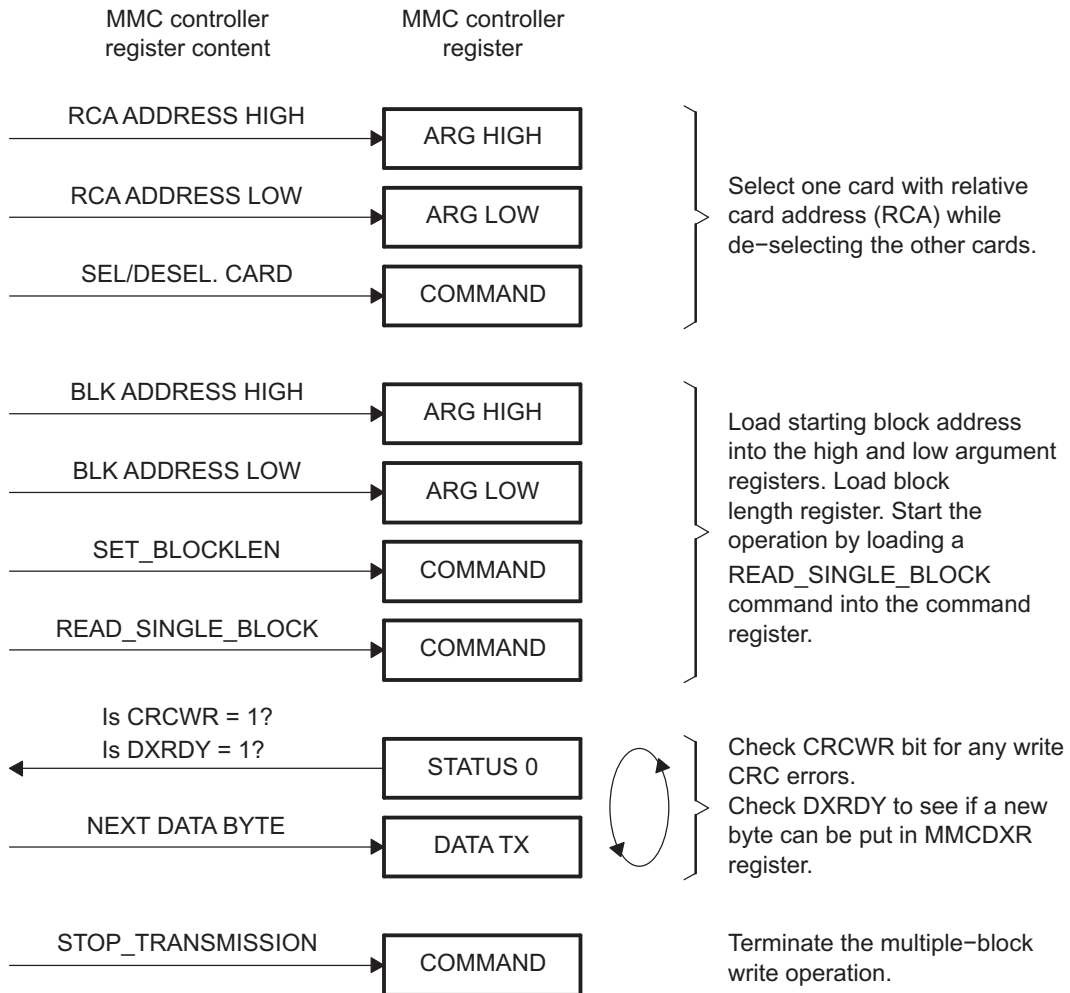 MMC controller
register content
MMC controller
register
RCA ADDRESS HIGH
ARG HIGH
RCA ADDRESS LOW
ARG LOW
SEL/DESEL. CARD
COMMAND
Select one card with relative
card address (RCA) while
de−selecting the other cards.
BLK ADDRESS HIGH
ARG HIGH
BLK ADDRESS LOW
ARG LOW
SET_BLOCKLEN
COMMAND
READ_SINGLE_BLOCK
COMMAND
Load starting block address
into the high and low argument
registers. Load block
length register. Start the
operation by loading a
READ_SINGLE_BLOCK
command into the command
register.
Is CRCWR = 1?
Is DXRDY = 1?
STATUS 0
NEXT DATA BYTE
DATA TX
Check CRCWR bit for any write
CRC errors.
Check DXRDY to see if a new
byte can be put in MMCDXR
register.
STOP_TRANSMISSION
COMMAND
Terminate the multiple−block
write operation.